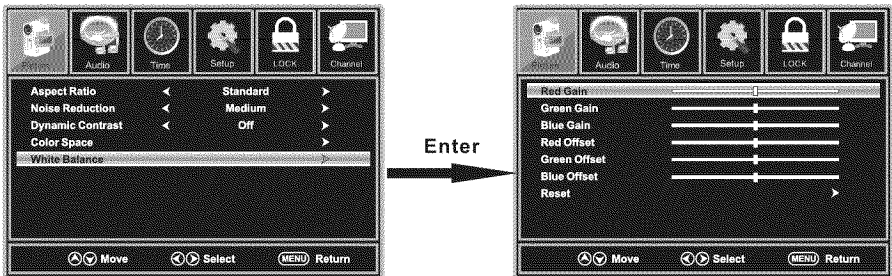 Picture Audio Time Setup LOCK Channel
Aspect Ratio Standard
Noise Reduction Medium
Dynamic Contrast Off
Color Space
White Balance
Move Select MENU Return
Enter
Picture Audio Time Setup LOCK Channel
Red Gain
Green Gain
Blue Gain
Red Offset
Green Offset
Blue Offset
Reset
Move Select MENU Return